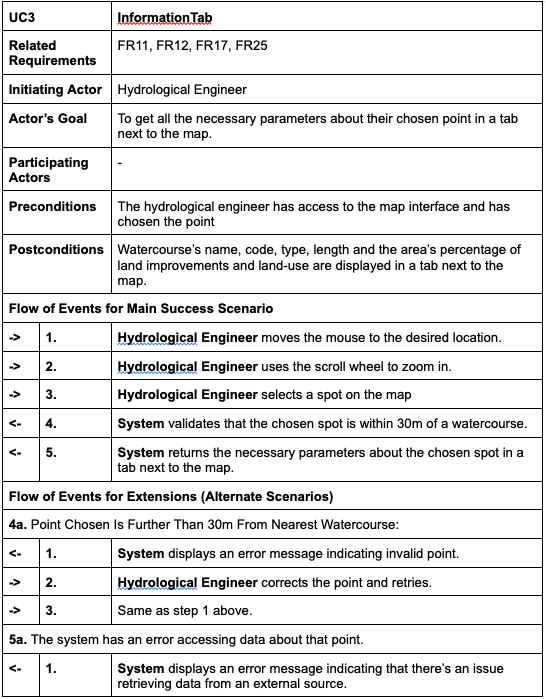 UC3 InformationTab
Related Requirements FR11, FR12, FR17, FR25
Initiating Actor Hydrological Engineer
Actor's Goal To get all the necessary parameters about their chosen point in a tab
next to the map.
Participating Actors -
Preconditions The hydrological engineer has access to the map interface and has
chosen the point
Postconditions Watercourse's name, code, type, length and the area's percentage of
land improvements and land-use are displayed in a tab next to the
map.
Flow of Events for Main Success Scenario
-> 1. Hydrological Engineer moves the mouse to the desired location.
-> 2. Hydrological Engineer uses the scroll wheel to zoom in.
-> 3. Hydrological Engineer selects a spot on the map
<- 4. System validates that the chosen spot is within 30m of a watercourse.
<- 5. System returns the necessary parameters about the chosen spot in a
tab next to the map.
Flow of Events for Extensions (Alternate Scenarios)
4a. Point Chosen Is Further Than 30m From Nearest Watercourse:
<- 1. System displays an error message indicating invalid point.
-> 2. Hydrological Engineer corrects the point and retries.
-> 3. Same as step 1 above.
5a. The system has an error accessing data about that point.
<- 1. System displays an error message indicating that there's an issue
retrieving data from an external source.